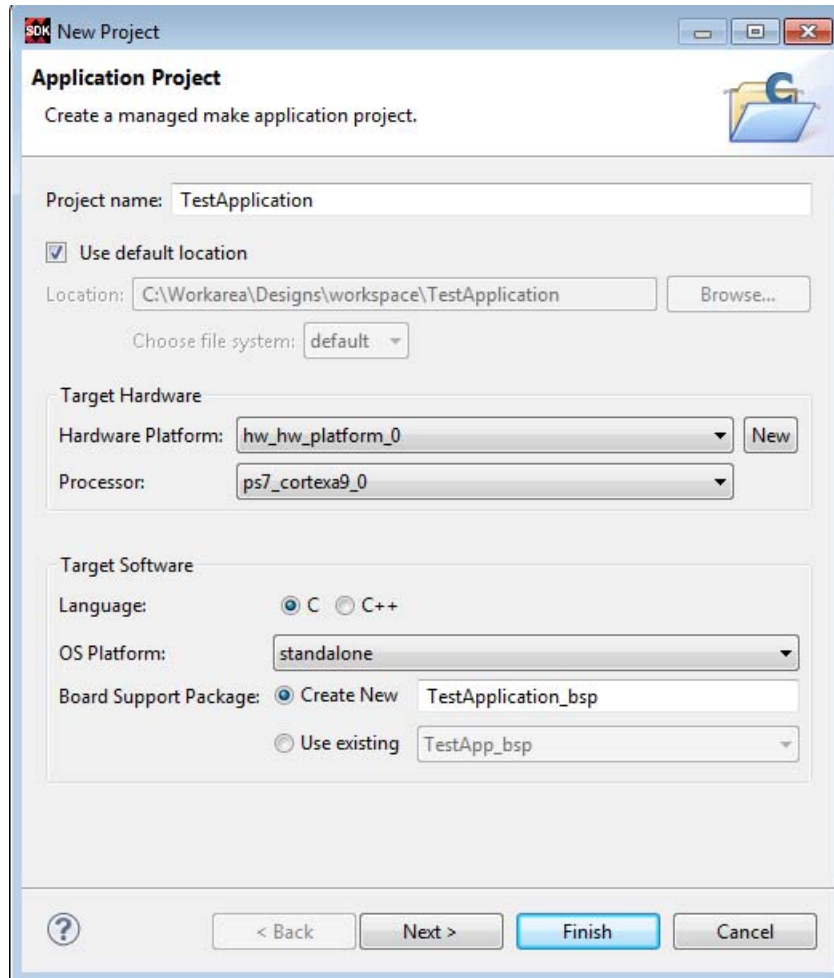 SDK New Project
Application Project
Create a managed make application project.
C
Project name: TestApplication
Use default location
Location: C:\Workarea\Designs\workspace\TestApplication Browse...
Choose file system: default
Target Hardware
Hardware Platform: hw_hw_platform_0 New
Processor: ps7_cortexa9_0
Target Software
Language: C C++
OS Platform: standalone
Board Support Package: Create New TestApplication_bsp
Use existing TestApp_bsp
? < Back Next > Finish Cancel